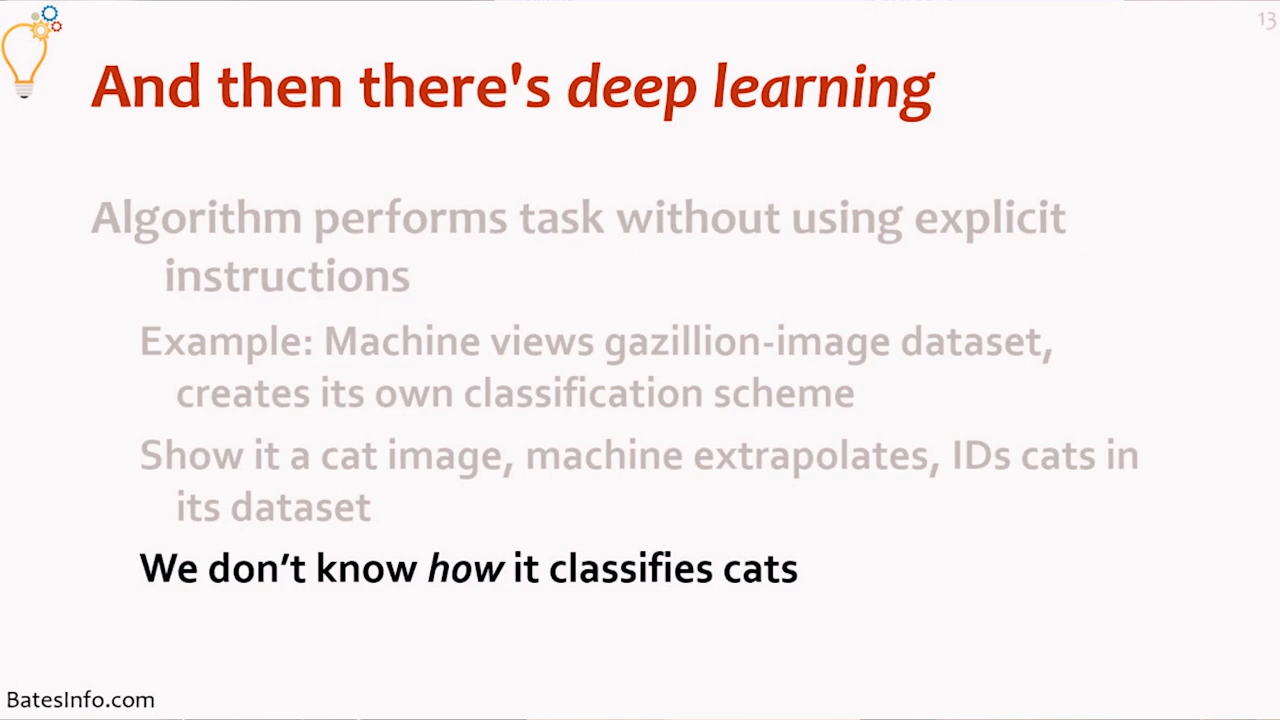 13
And then there's deep learning
Algorithm performs task without using explicit
instructions
Example: Machine views gazillion-image dataset,
creates its own classification scheme
Show it a cat image, machine extrapolates, IDs cats in
its dataset
We don’t know how it classifies cats
BatesInfo.com